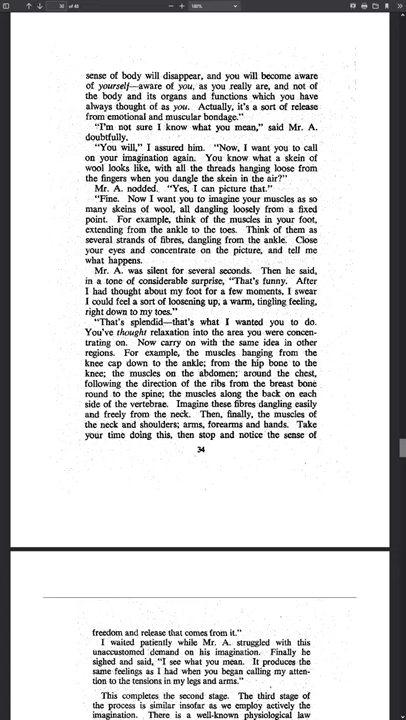 38 of 48
100%
sense of body will disappear, and you will become aware
of yourself—aware of you, as you really are, and not of
the body and its organs and functions which you have
always thought of as you. Actually, it's a sort of release
from emotional and muscular bondage."
"I'm not sure I know what you mean," said Mr. A.
doubtfully.
"You will," I assured him. "Now, I want you to call
on your imagination again. You know what a skein of
wool looks like, with all the threads hanging loose from
the fingers when you dangle the skein in the air?"
Mr. A. nodded. "Yes, I can picture that."
"Fine. Now I want you to imagine your muscles as so
many skeins of wool, all dangling loosely from a fixed
point. For example, think of the muscles in your foot,
extending from the ankle to the toes. Think of them as
several strands of fibres, dangling from the ankle. Close
your eyes and concentrate on the picture, and tell me
what happens.
Mr. A. was silent for several seconds. Then he said,
in a tone of considerable surprise, "That's funny. After
I had thought about my foot for a few moments, I swear
I could feel a sort of loosening up, a warm, tingling feeling,
right down to my toes."
"That's splendid—that's what I wanted you to do.
You've thought relaxation into the area you were concen-
trating on. Now carry on with the same idea in other
regions. For example, the muscles hanging from the
knee cap down to the ankle; from the hip bone to the
knee; the muscles on the abdomen; around the chest,
following the direction of the ribs from the breast bone
round to the spine; the muscles along the back on each
side of the vertebrae. Imagine these fibres dangling easily
and freely from the neck. Then, finally, the muscles of
the neck and shoulders; arms, forearms and hands. Take
your time doing this, then stop and notice the sense of
34
freedom and release that comes from it."
I waited patiently while Mr. A. struggled with this
unaccustomed demand on his imagination. Finally he
sighed and said, "I see what you mean. It produces the
same feelings as I had when you began calling my atten-
tion to the tensions in my legs and arms."
This completes the second stage. The third stage of
the process is similar insofar as we employ actively the
imagination. There is a well-known physiological law